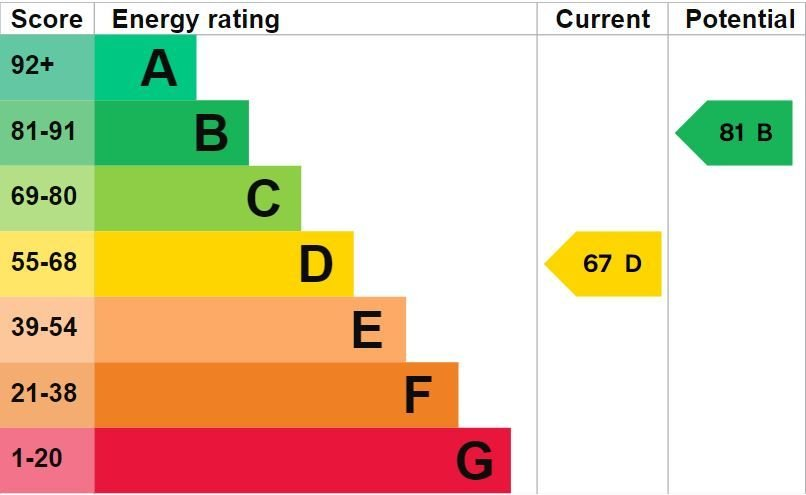 Score Energy rating Current Potential
92+ A
81-91 B 81 B
69-80 C
55-68 D 67 D
39-54 E
21-38 F
1-20 G